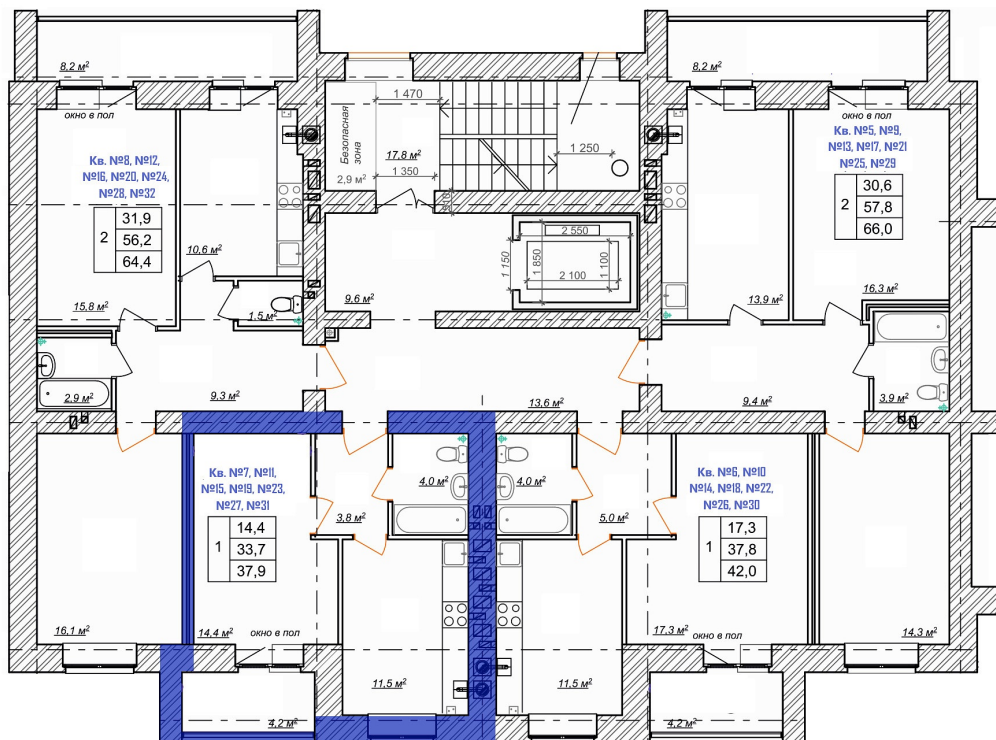 8,2 м²
8,2 м²
окно в пол
окно в пол
1 470
Безопасная
зона
17,8 м²
2,9 м²
1 350
1 250
910
Кв. №8, №12,
№16, №20, №24,
№28, №32
2
31,9
56,2
64,4
Кв. №5, №9,
№13, №17, №21
№25, №29
2
30,6
57,8
66,0
10.6 м²
15.8 м²
1.5 м²
9.6 м²
2 550
1 150
1 850
1 100
2 100
13.9 м²
16.3 м²
2.9 м²
9.3 м²
13.6 м²
9.4 м²
3.9 м²
Кв. №7, №11,
№15, №19, №23,
№27, №31
1
14,4
33,7
37,9
4.0 м²
3.8 м²
4.0 м²
5.0 м²
Кв. №6, №10
№14, №18, №22,
№26, №30
1
17,3
37,8
42,0
16.1 м²
14.4 м²
окно в пол
17.3 м²
окно в пол
14.3 м²
11.5 м²
11.5 м²
4.2 м²
4.2 м²